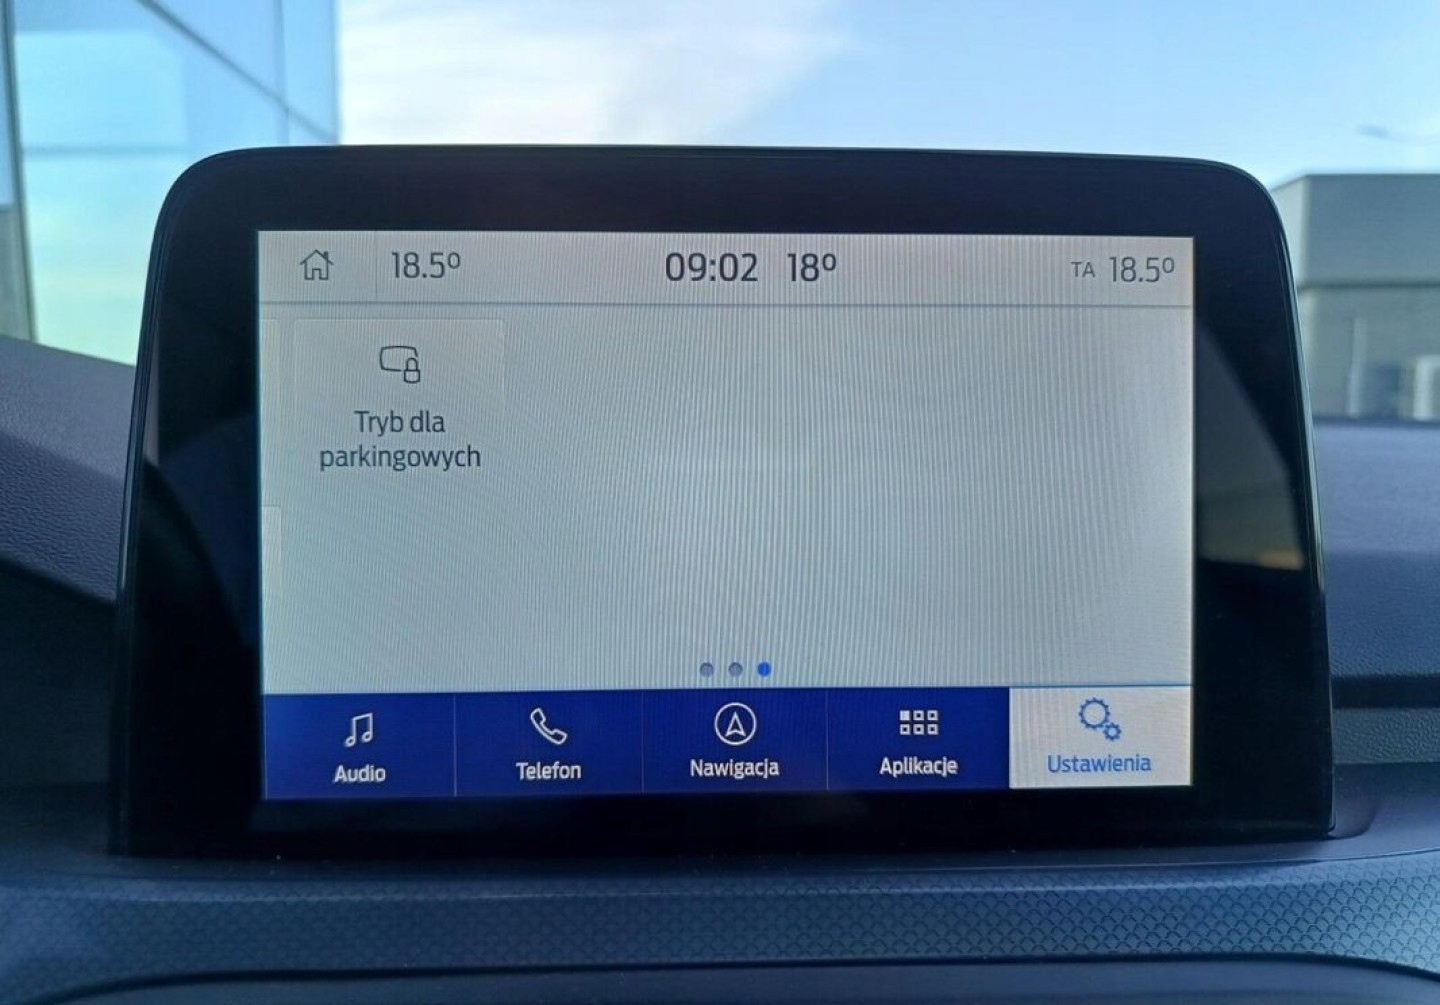 18.5° 09:02 18° TA 18.5°
Tryb dla
parkingowych
Audio Telefon Nawigacja Aplikacje Ustawienia